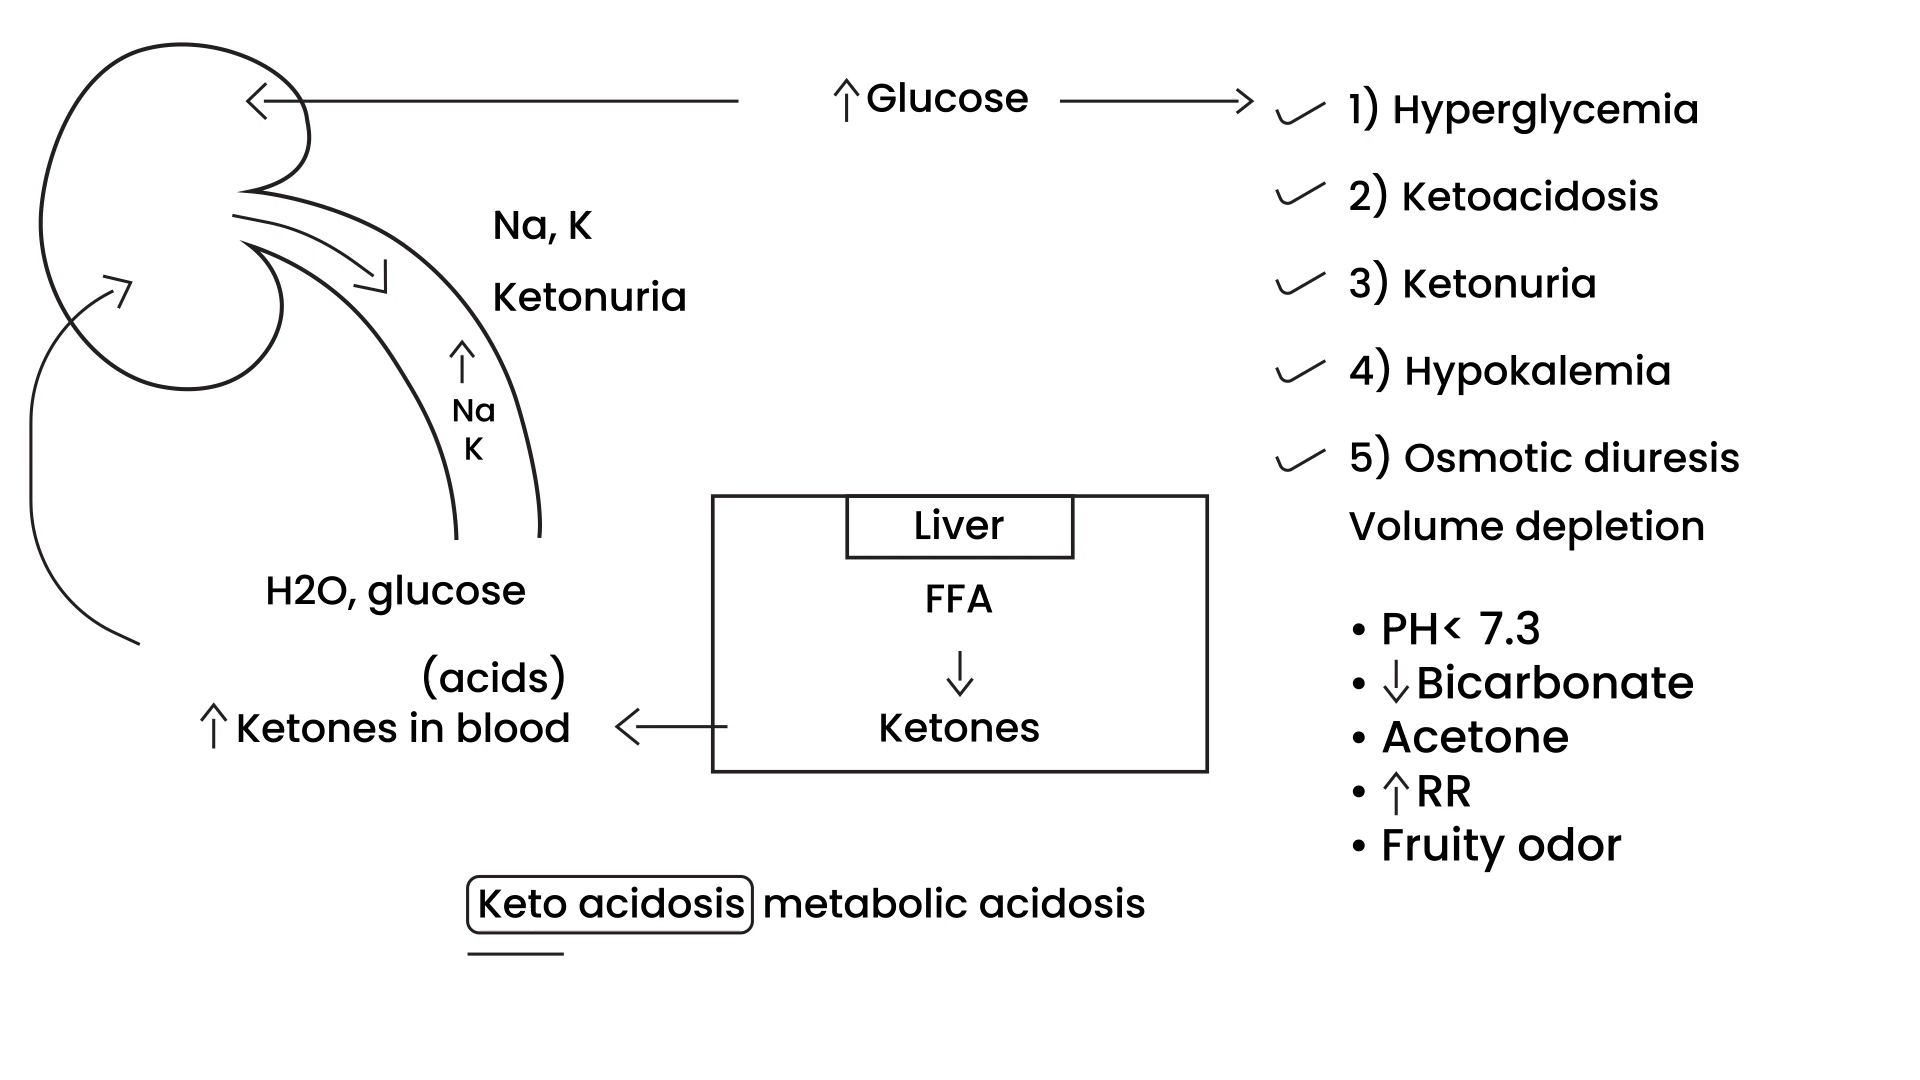 ↑ Glucose
1) Hyperglycemia
2) Ketoacidosis
3) Ketonuria
4) Hypokalemia
5) Osmotic diuresis
Volume depletion
• PH< 7.3
• ↓ Bicarbonate
• Acetone
• ↑ RR
• Fruity odor
Na, K
Ketonuria
↑
Na
K
H2O, glucose
(acids)
↑ Ketones in blood
Liver
FFA
↓
Ketones
Keto acidosis metabolic acidosis